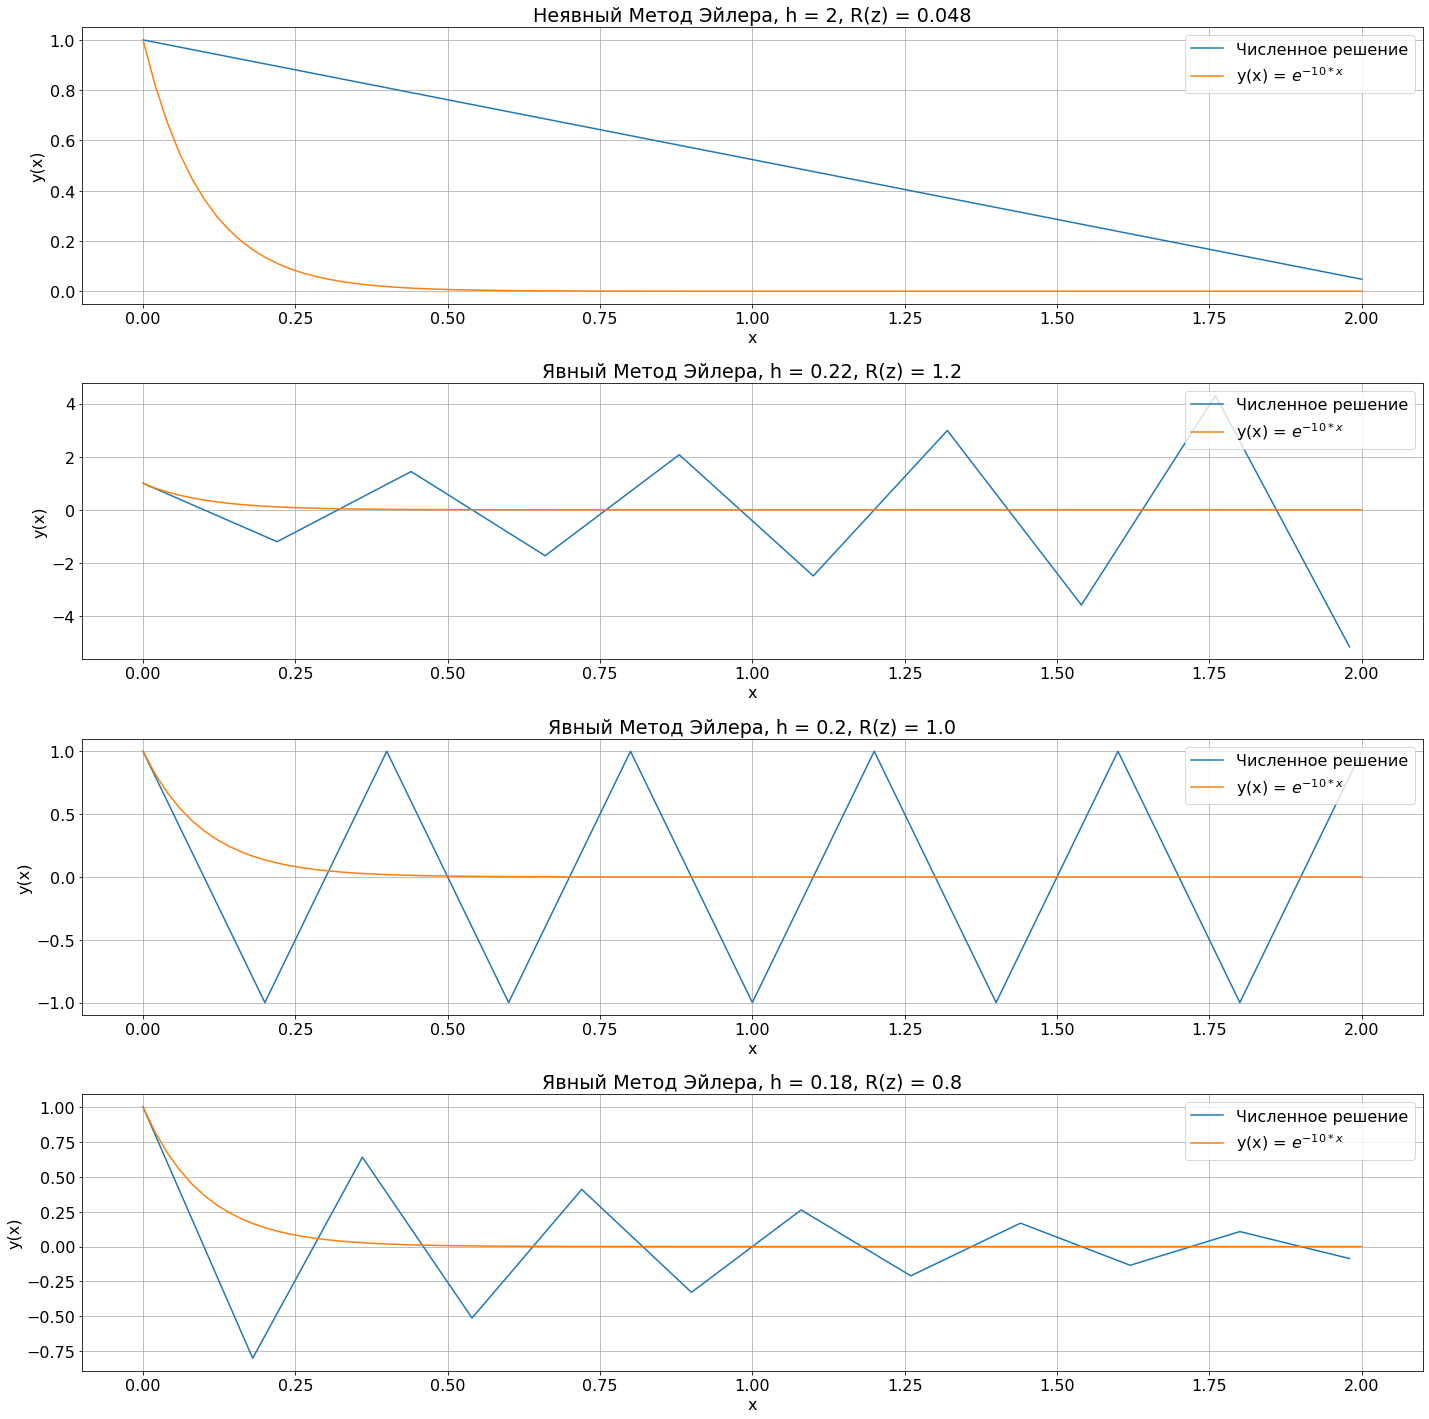 Неявный Метод Эйлера, h = 2, R(z) = 0.048
1.0
0.8
0.6
0.4
0.2
0.0
y(x)
Численное решение
y(x) = e^{−10*x}
0.00 0.25 0.50 0.75 1.00 1.25 1.50 1.75 2.00
x
Явный Метод Эйлера, h = 0.22, R(z) = 1.2
4
2
0
−2
−4
y(x)
Численное решение
y(x) = e^{−10*x}
0.00 0.25 0.50 0.75 1.00 1.25 1.50 1.75 2.00
x
Явный Метод Эйлера, h = 0.2, R(z) = 1.0
1.0
0.5
0.0
−0.5
−1.0
y(x)
Численное решение
y(x) = e^{−10*x}
0.00 0.25 0.50 0.75 1.00 1.25 1.50 1.75 2.00
x
Явный Метод Эйлера, h = 0.18, R(z) = 0.8
1.00
0.75
0.50
0.25
0.00
−0.25
−0.50
−0.75
y(x)
Численное решение
y(x) = e^{−10*x}
0.00 0.25 0.50 0.75 1.00 1.25 1.50 1.75 2.00
x